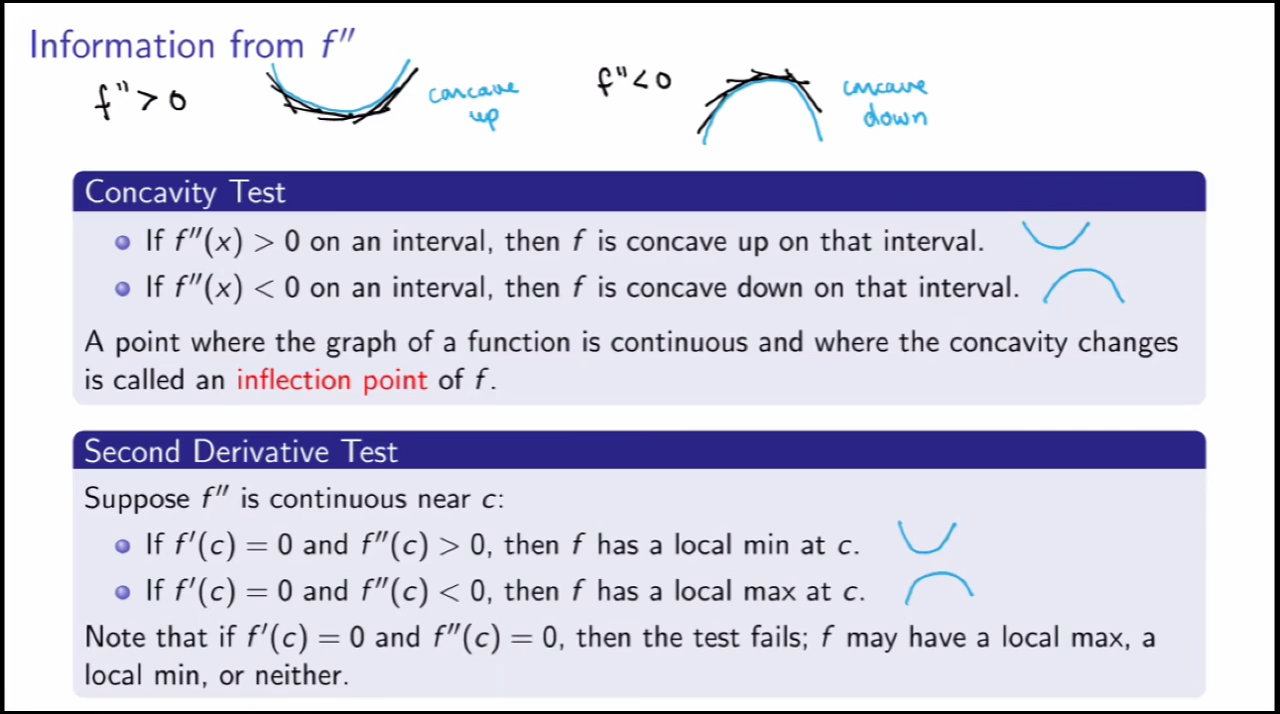 Information from f″
f″ > 0
concave
up
f″ < 0
concave
down
Concavity Test
If f″(x) > 0 on an interval, then f is concave up on that interval.
If f″(x) < 0 on an interval, then f is concave down on that interval.
A point where the graph of a function is continuous and where the concavity changes
is called an inflection point of f.
Second Derivative Test
Suppose f″ is continuous near c:
If f′(c) = 0 and f″(c) > 0, then f has a local min at c.
If f′(c) = 0 and f″(c) < 0, then f has a local max at c.
Note that if f′(c) = 0 and f″(c) = 0, then the test fails; f may have a local max, a
local min, or neither.